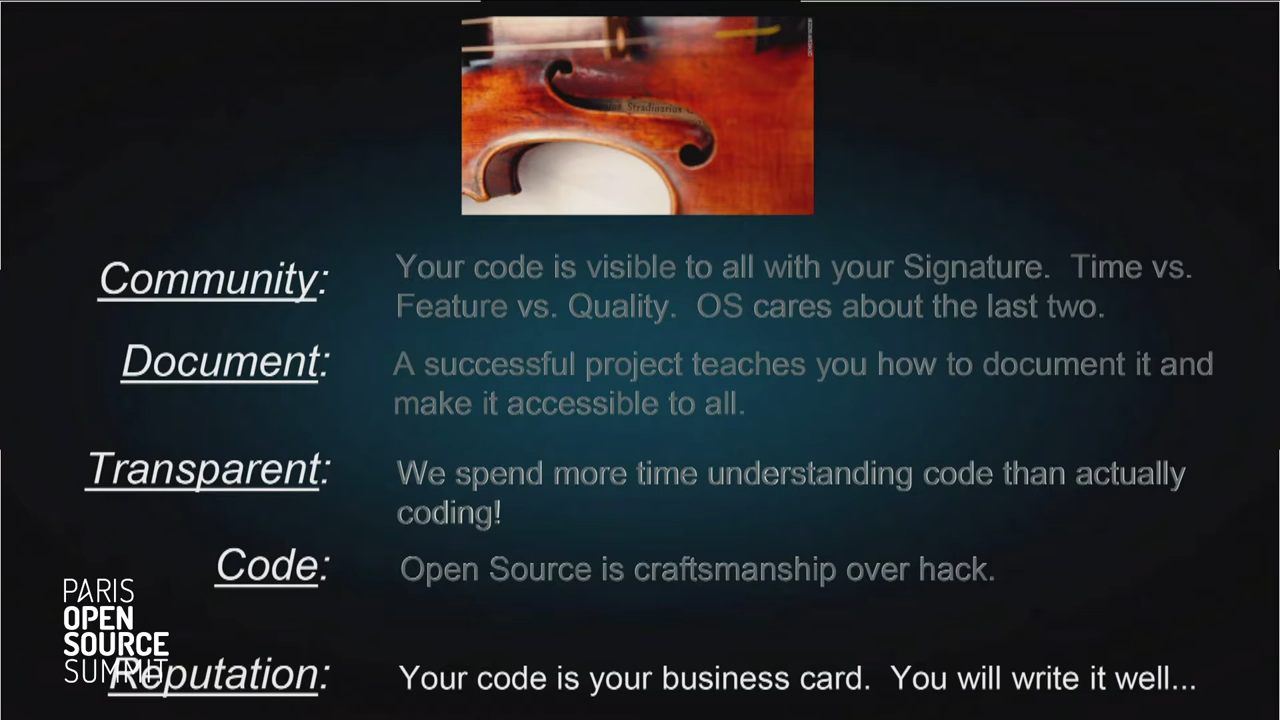 Stradivarius
Community:
Your code is visible to all with your Signature.  Time vs.
Feature vs. Quality.  OS cares about the last two.
Document:
A successful project teaches you how to document it and
make it accessible to all.
Transparent:
We spend more time understanding code than actually
coding!
Code:
Open Source is craftsmanship over hack.
PARIS
OPEN
SOURCE
SUMMIT
Reputation:
Your code is your business card.  You will write it well...